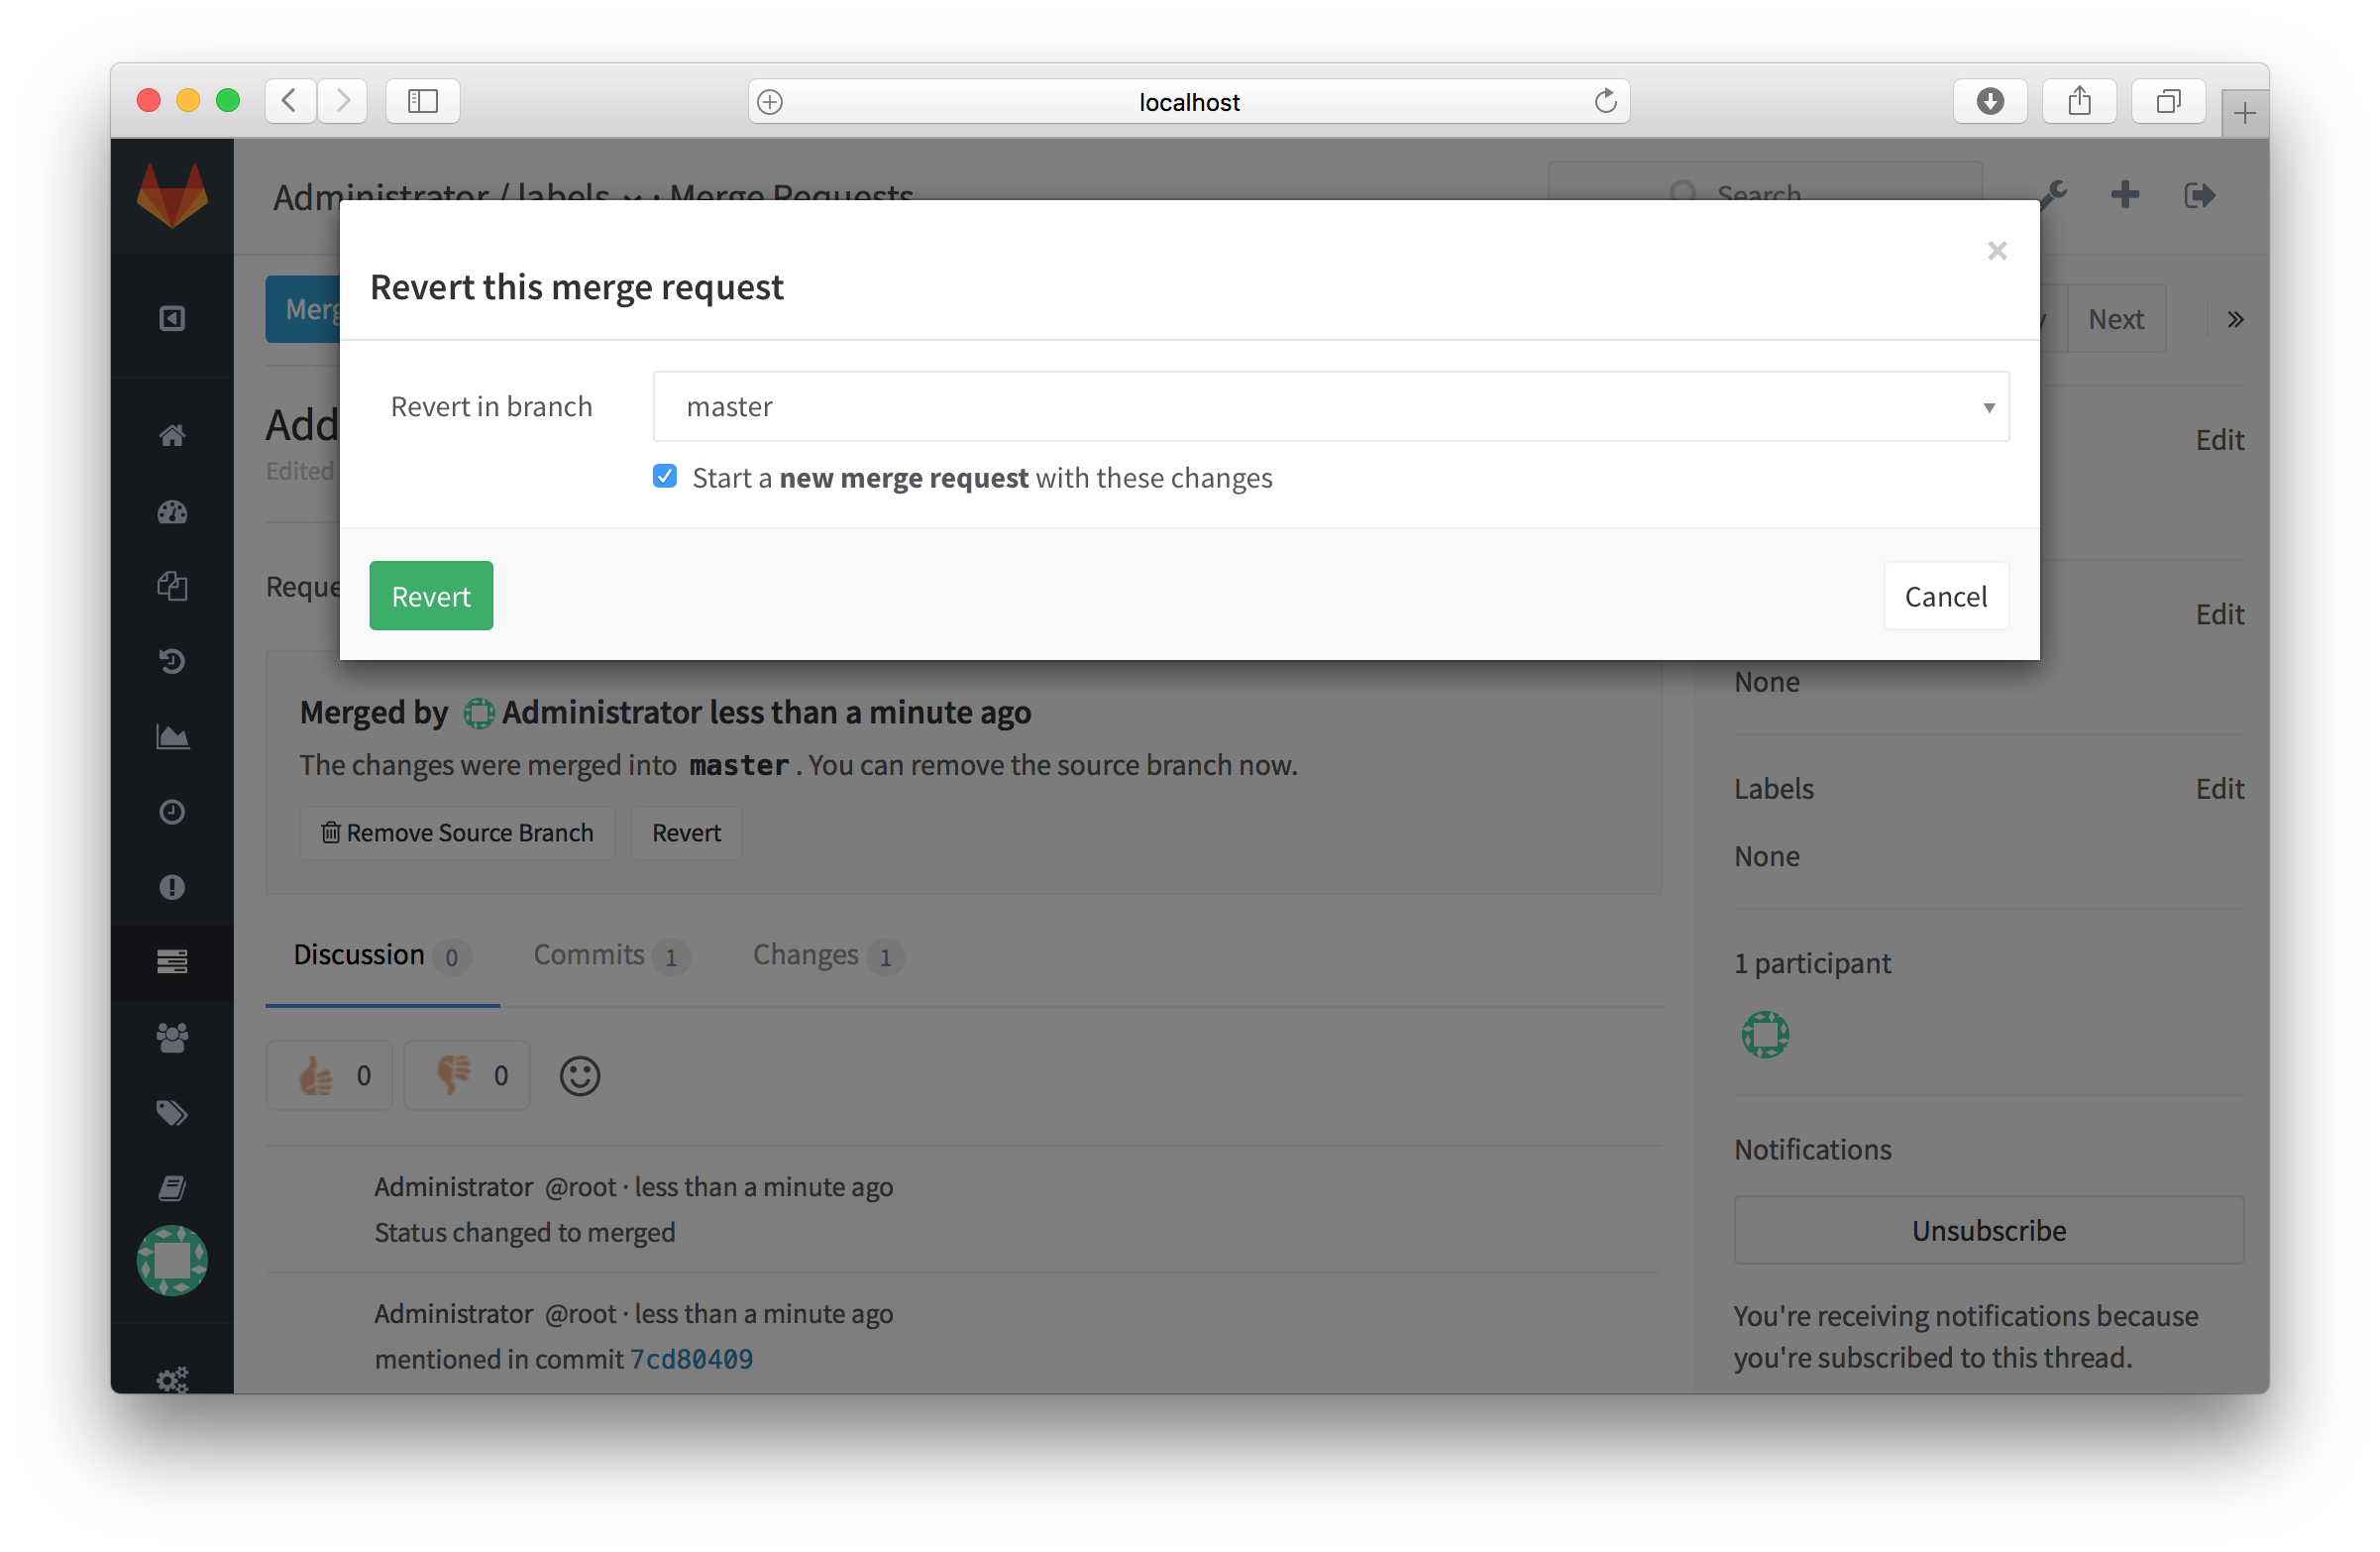 localhost
Administrator / labels · Merge Requests
Search
×
Revert this merge request
Next
Revert in branch
master
Edit
Add
Edited
Start a new merge request with these changes
Revert
Cancel
Edit
None
Merged by Administrator less than a minute ago
The changes were merged into master . You can remove the source branch now.
Labels
Edit
Remove Source Branch
Revert
None
Discussion 0
Commits 1
Changes 1
1 participant
0
0
Notifications
Administrator @root · less than a minute ago
Status changed to merged
Unsubscribe
Administrator @root · less than a minute ago
mentioned in commit 7cd80409
You're receiving notifications because
you're subscribed to this thread.